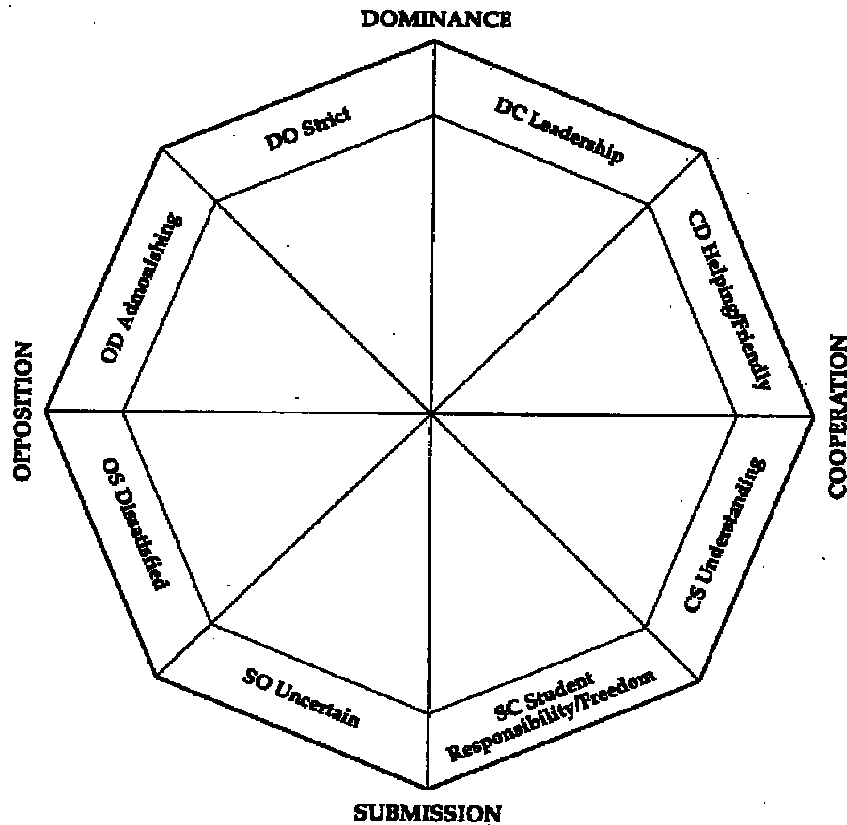 DOMINANCE
DO Strict
DC Leadership
OD Admonishing
CD Helping/Friendly
OPPOSITION
COOPERATION
OS Dissatisfied
CS Understanding
SO Uncertain
SC Student
Responsibility/Freedom
SUBMISSION